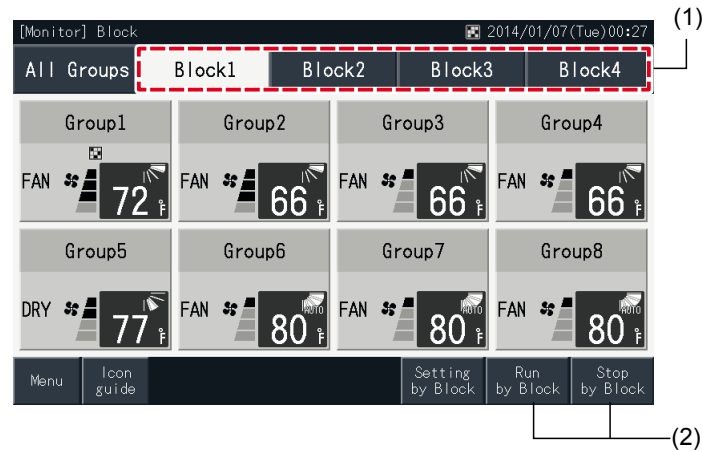 (1)
[Monitor] Block 2014/01/07(Tue)00:27
All Groups Block1 Block2 Block3 Block4
Group1 Group2 Group3 Group4
FAN 72°F FAN 66°F FAN 66°F FAN 66°F
Group5 Group6 Group7 Group8
AUTO AUTO AUTO
DRY 77°F FAN 80°F FAN 80°F FAN 80°F
Menu Icon guide Setting by Block Run by Block Stop by Block
(2)